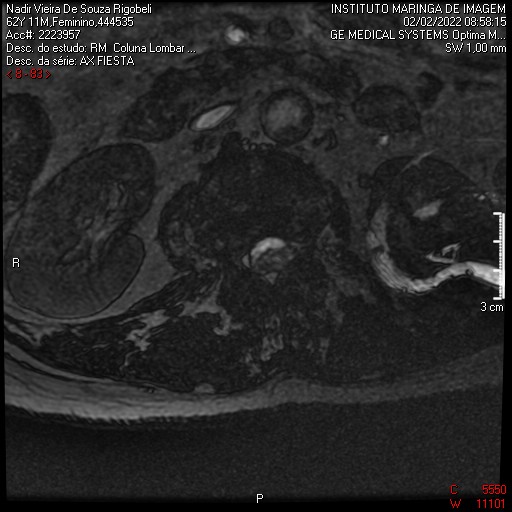 Nadir Vieira De Souza Rigobeli
62Y 11M,Feminino,444535
Acc#: 2223957
Desc. do estudo: RM Coluna Lombar ...
Desc. da série: AX FIESTA
< 8 - 83 >
INSTITUTO MARINGA DE IMAGEM
02/02/2022 08:58:15
GE MEDICAL SYSTEMS Optima M...
SW 1,00 mm
R
3 cm
P
C 5550
W 11101